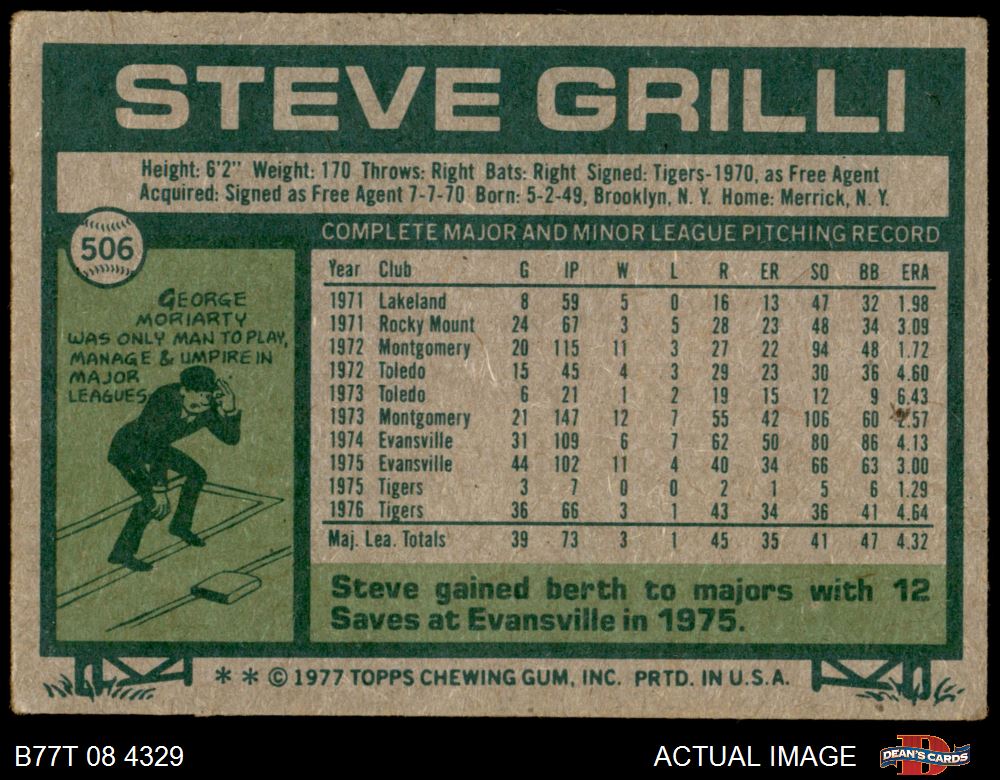 STEVE GRILLI
Height: 6'2" Weight: 170 Throws: Right Bats: Right Signed: Tigers-1970, as Free Agent
Acquired: Signed as Free Agent 7-7-70 Born: 5-2-49, Brooklyn, N. Y. Home: Merrick, N. Y.
506
GEORGE
MORIARTY
WAS ONLY MAN TO PLAY,
MANAGE & UMPIRE IN
MAJOR
LEAGUES
COMPLETE MAJOR AND MINOR LEAGUE PITCHING RECORD
Year Club G IP W L R ER SO BB ERA
1971 Lakeland 8 59 5 0 16 13 47 32 1.98
1971 Rocky Mount 24 67 3 5 28 23 48 34 3.09
1972 Montgomery 20 115 11 3 27 22 94 48 1.72
1972 Toledo 15 45 4 3 29 23 30 36 4.60
1973 Toledo 6 21 1 2 19 15 12 9 6.43
1973 Montgomery 21 147 12 7 55 42 106 60 2.57
1974 Evansville 31 109 6 7 62 50 80 86 4.13
1975 Evansville 44 102 11 4 40 34 66 63 3.00
1975 Tigers 3 7 0 0 2 1 5 6 1.29
1976 Tigers 36 66 3 1 43 34 36 41 4.64
Maj. Lea. Totals 39 73 3 1 45 35 41 47 4.32
Steve gained berth to majors with 12
Saves at Evansville in 1975.
* * © 1977 TOPPS CHEWING GUM, INC. PRTD. IN U.S.A.
B77T 08 4329
ACTUAL IMAGE
DEAN'S CARDS